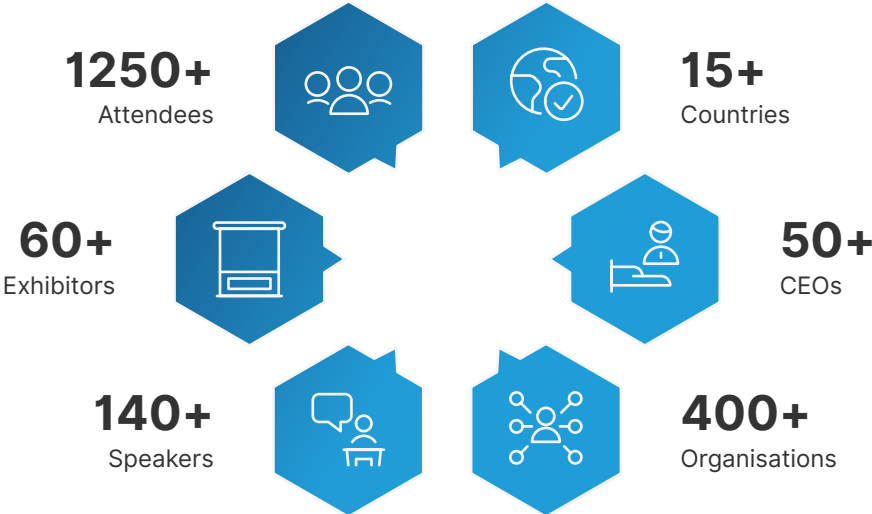 1250+
Attendees
15+
Countries
60+
Exhibitors
50+
CEOs
140+
Speakers
400+
Organisations